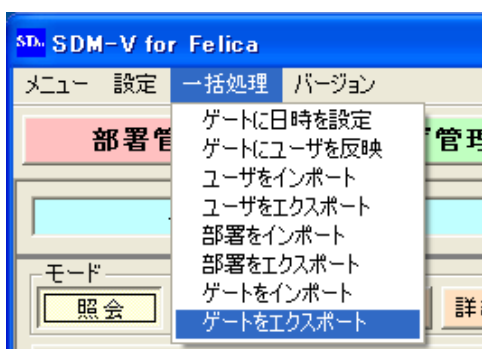 SDM-V for Felica
メニュー 設定 一括処理 バージョン
ゲートに日時を設定
ゲートにユーザを反映
ユーザをインポート
ユーザをエクスポート
部署をインポート
部署をエクスポート
ゲートをインポート
ゲートをエクスポート
部署管
モード
照会